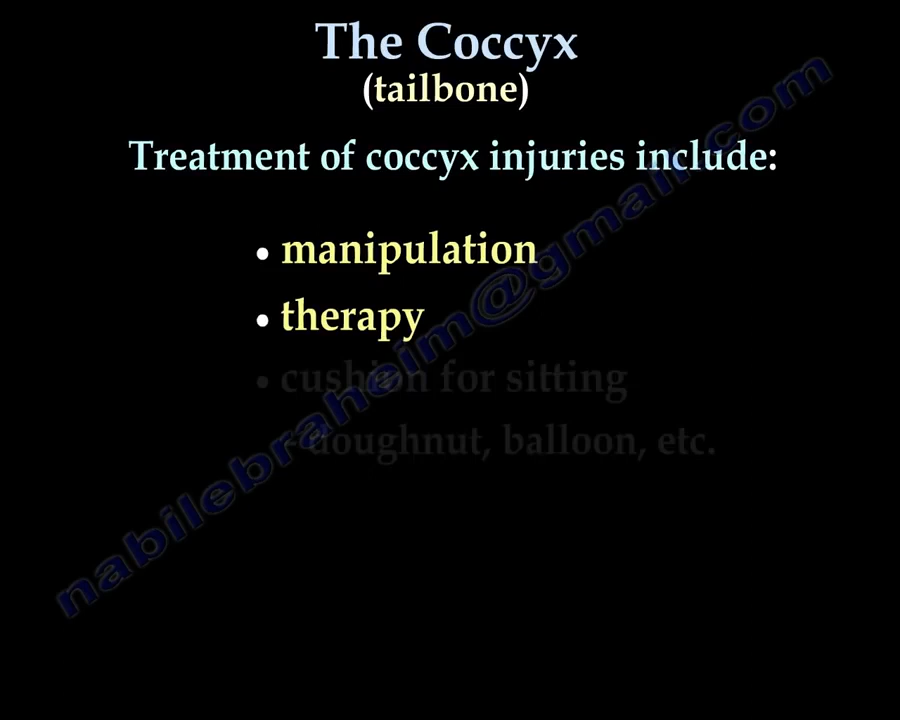 The Coccyx
(tailbone)
Treatment of coccyx injuries include:
• manipulation
• therapy
• cushion for sitting
- doughnut, balloon, etc.
nabilebraheim@gmail.com